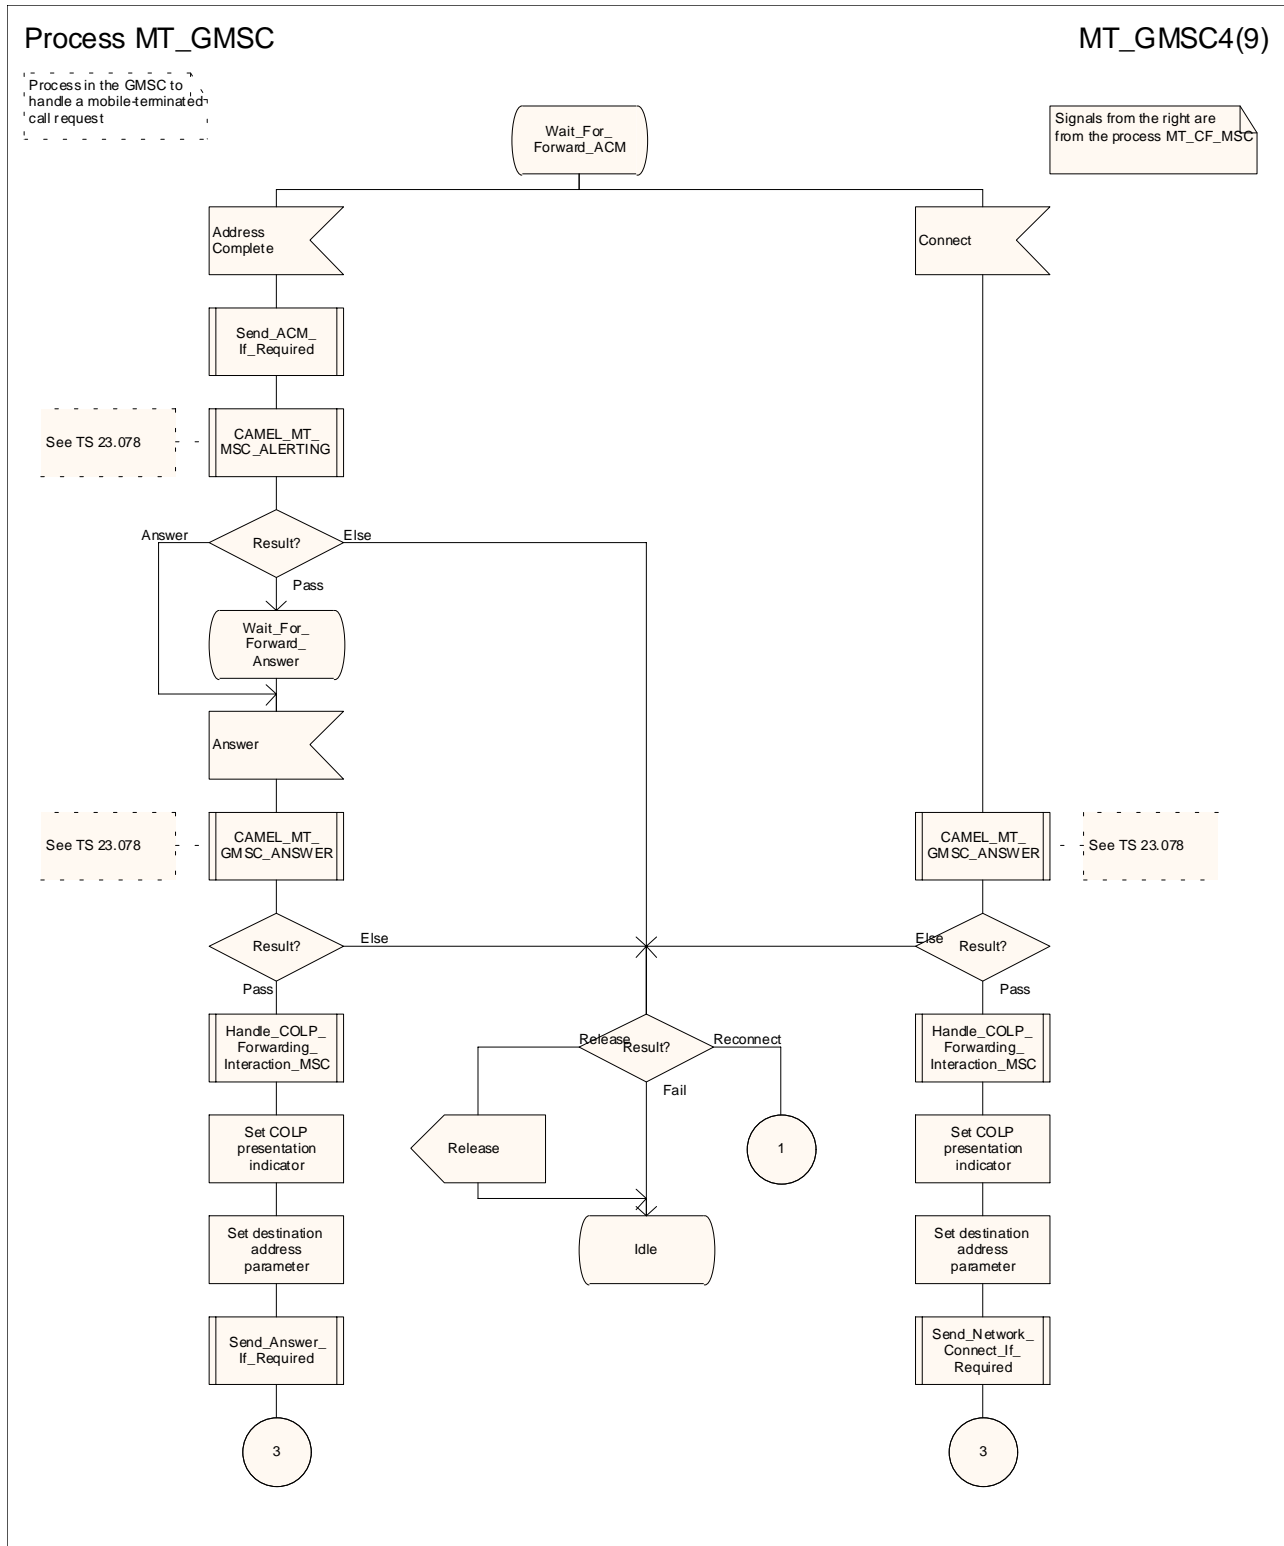 Process MT_GMSC
MT_GMSC4(9)
Process in the GMSC to
handle a mobile-terminated
call request
Signals from the right are
from the process MT_CF_MSC
Wait_For_
Forward_ACM
Address
Complete
Connect
Send_ACM_
If_Required
See TS 23.078
CAMEL_MT_
MSC_ALERTING
Answer
Result?
Else
Pass
Wait_For_
Forward_
Answer
Answer
See TS 23.078
CAMEL_MT_
GMSC_ANSWER
CAMEL_MT_
GMSC_ANSWER
See TS 23.078
Result?
Else
Else
Result?
Pass
Pass
Handle_COLP_
Forwarding_
Interaction_MSC
Release
Result?
Reconnect
Fail
Handle_COLP_
Forwarding_
Interaction_MSC
Set COLP
presentation
indicator
Release
1
Set COLP
presentation
indicator
Set destination
address
parameter
Idle
Set destination
address
parameter
Send_Answer_
If_Required
Send_Network_
Connect_If_
Required
3
3